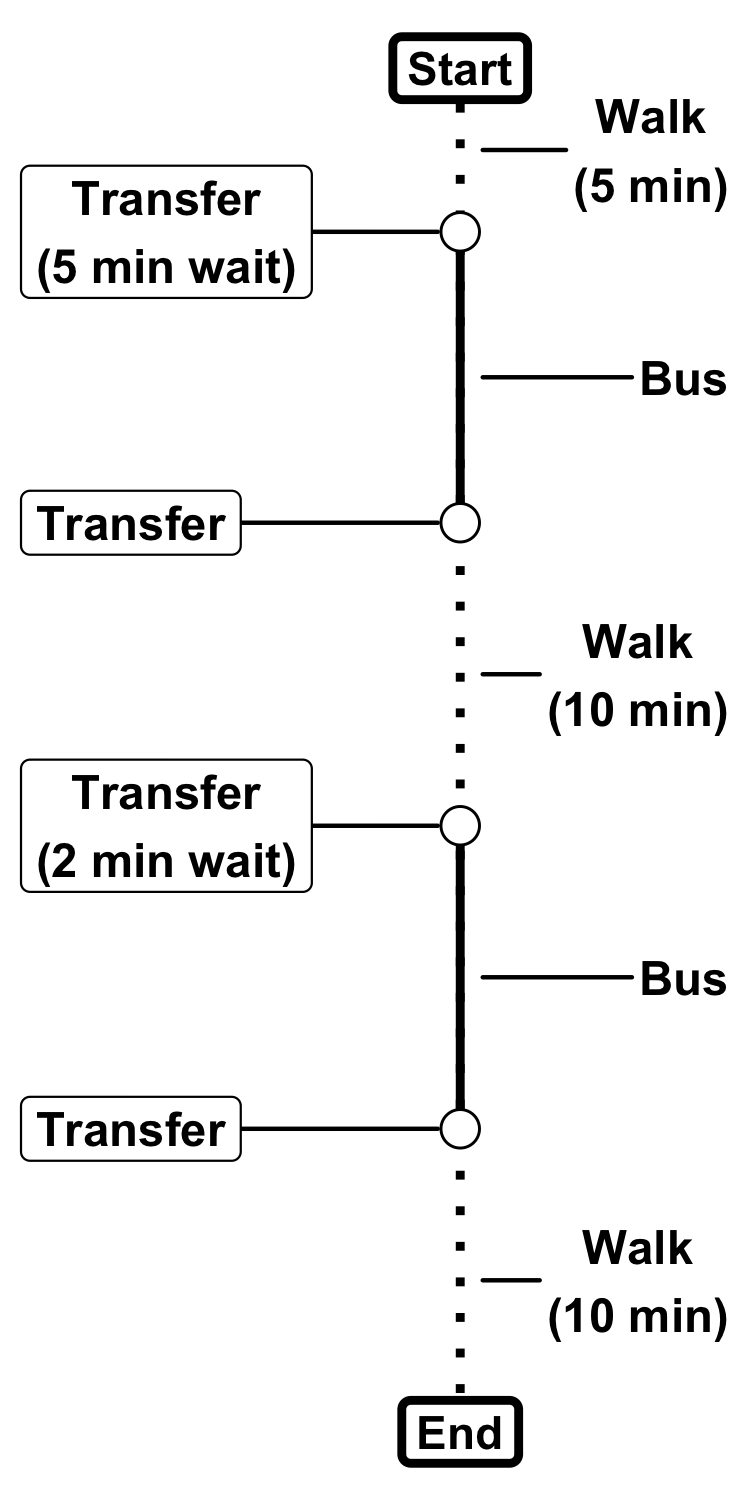 Start
Walk
(5 min)
Transfer
(5 min wait)
Bus
Transfer
Walk
(10 min)
Transfer
(2 min wait)
Bus
Transfer
Walk
(10 min)
End